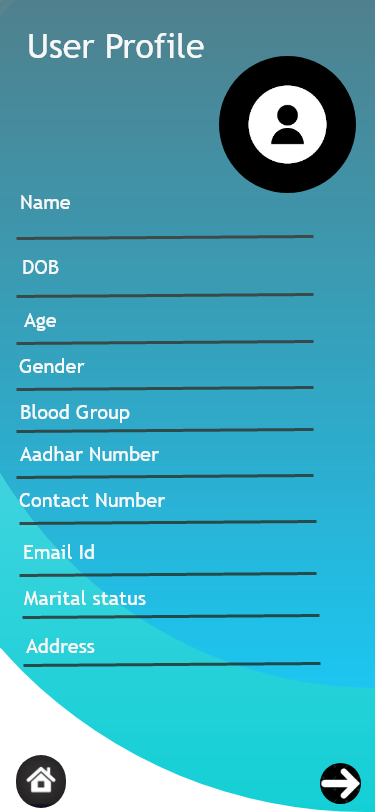 User Profile
Name
DOB
Age
Gender
Blood Group
Aadhar Number
Contact Number
Email Id
Marital status
Address